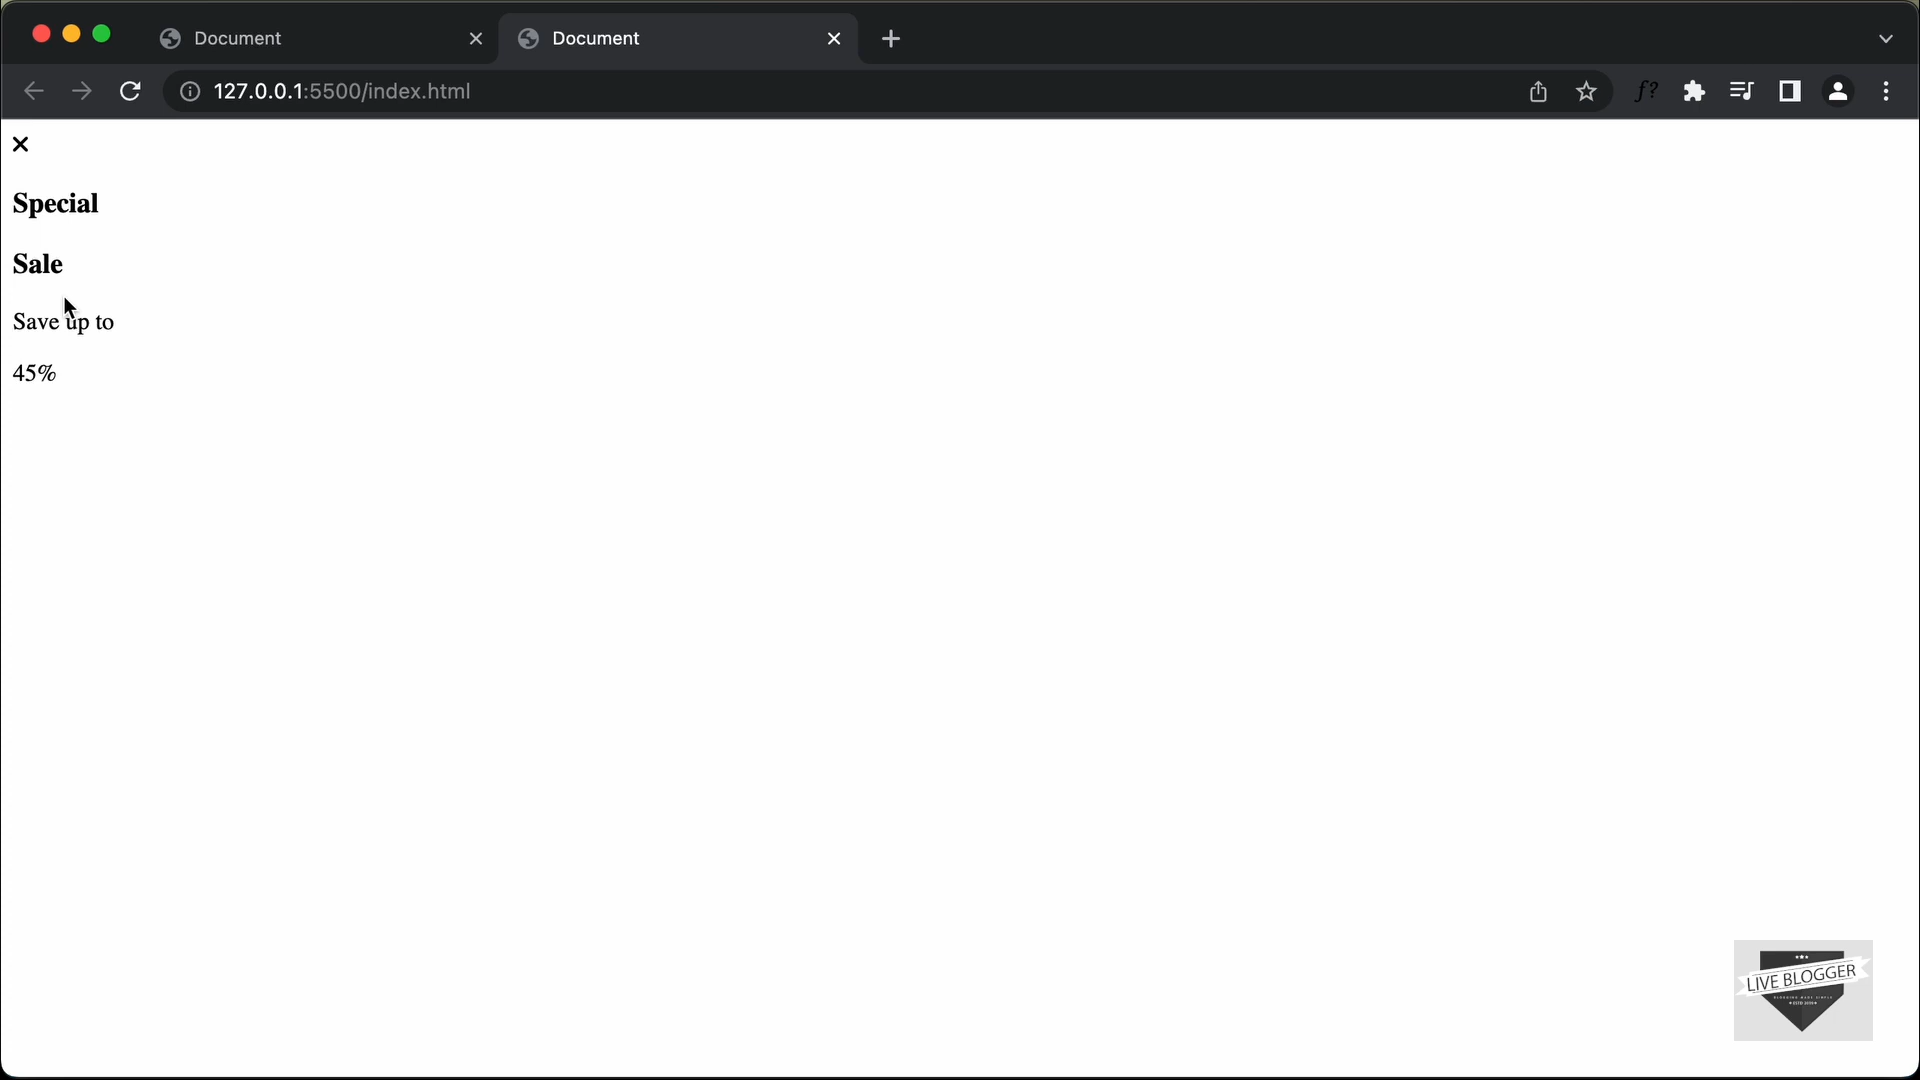 Document
Document
127.0.0.1:5500/index.html
f?
Special
Sale
Save up to
45%
LIVE BLOGGER